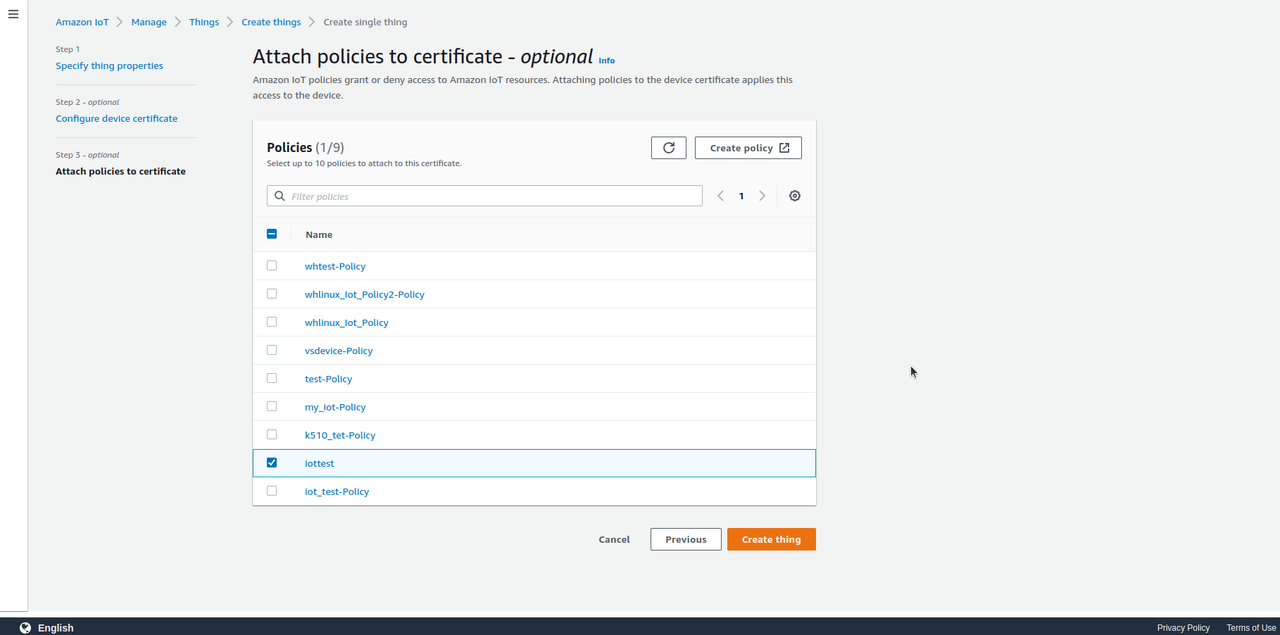 Amazon IoT > Manage > Things > Create things > Create single thing
Step 1
Specify thing properties
Step 2 - optional
Configure device certificate
Step 3 - optional
Attach policies to certificate
Attach policies to certificate - optional Info
Amazon IoT policies grant or deny access to Amazon IoT resources. Attaching policies to the device certificate applies this
access to the device.
Policies (1/9)
Select up to 10 policies to attach to this certificate.
Create policy
Filter policies
1
Name
whtest-Policy
whlinux_Iot_Policy2-Policy
whlinux_Iot_Policy
vsdevice-Policy
test-Policy
my_iot-Policy
k510_tet-Policy
iottest
iot_test-Policy
Cancel Previous Create thing
English Privacy Policy Terms of Use